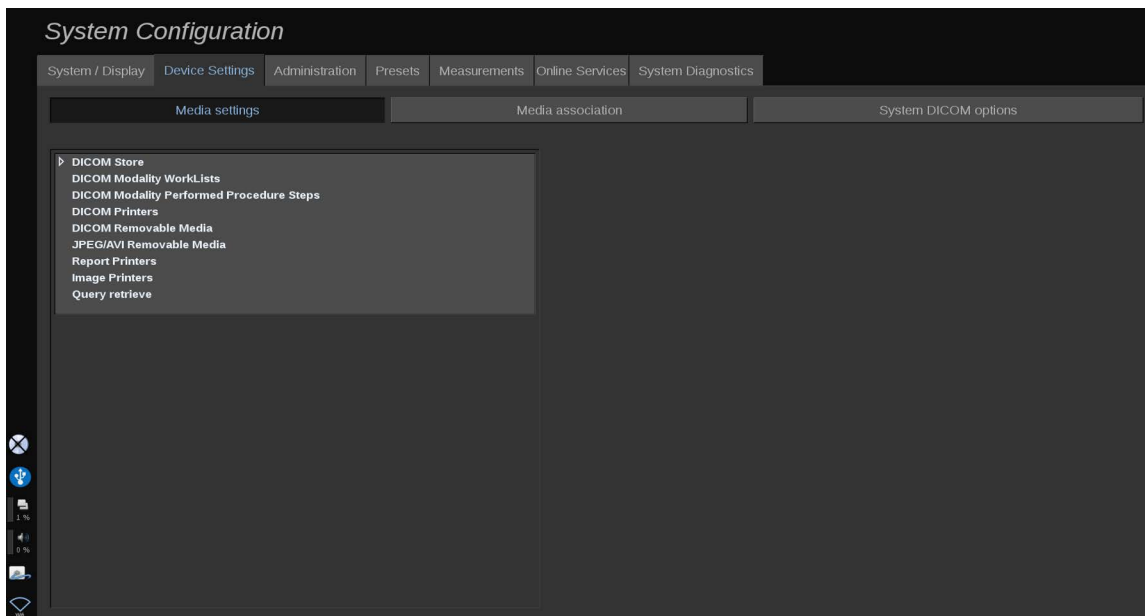 System Configuration
System / Display Device Settings Administration Presets Measurements Online Services System Diagnostics
Media settings Media association System DICOM options
DICOM Store
DICOM Modality WorkLists
DICOM Modality Performed Procedure Steps
DICOM Printers
DICOM Removable Media
JPEG/AVI Removable Media
Report Printers
Image Printers
Query retrieve
1 %
0 %